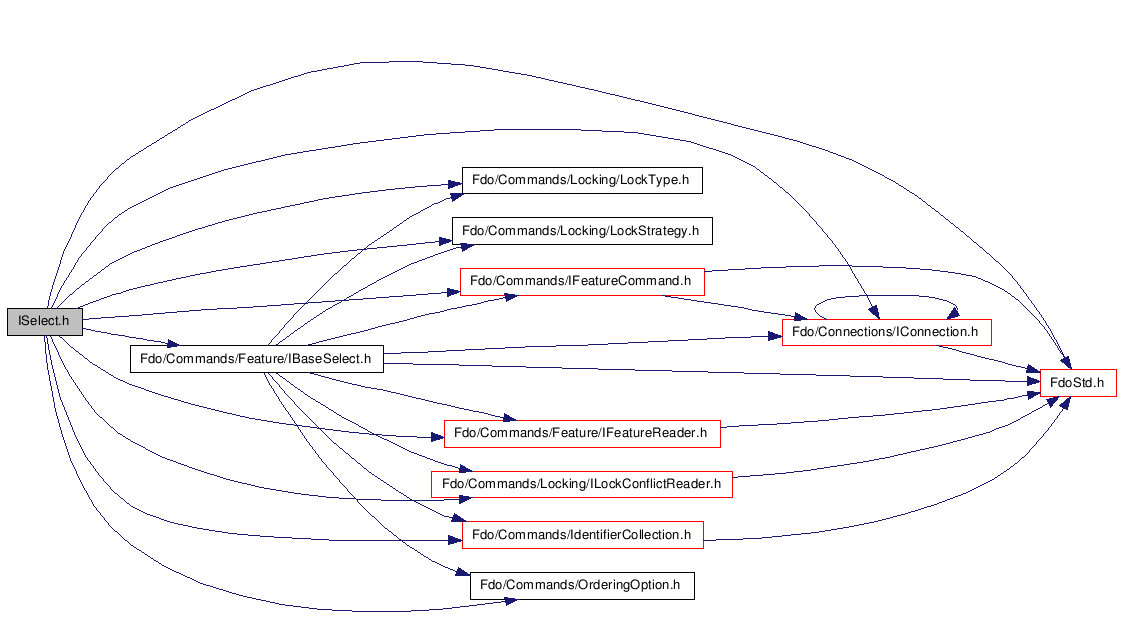 Fdo/Commands/Locking/LockType.h
Fdo/Commands/Locking/LockStrategy.h
Fdo/Commands/IFeatureCommand.h
ISelect.h
Fdo/Connections/IConnection.h
Fdo/Commands/Feature/IBaseSelect.h
FdoStd.h
Fdo/Commands/Feature/IFeatureReader.h
Fdo/Commands/Locking/ILockConflictReader.h
Fdo/Commands/IdentifierCollection.h
Fdo/Commands/OrderingOption.h